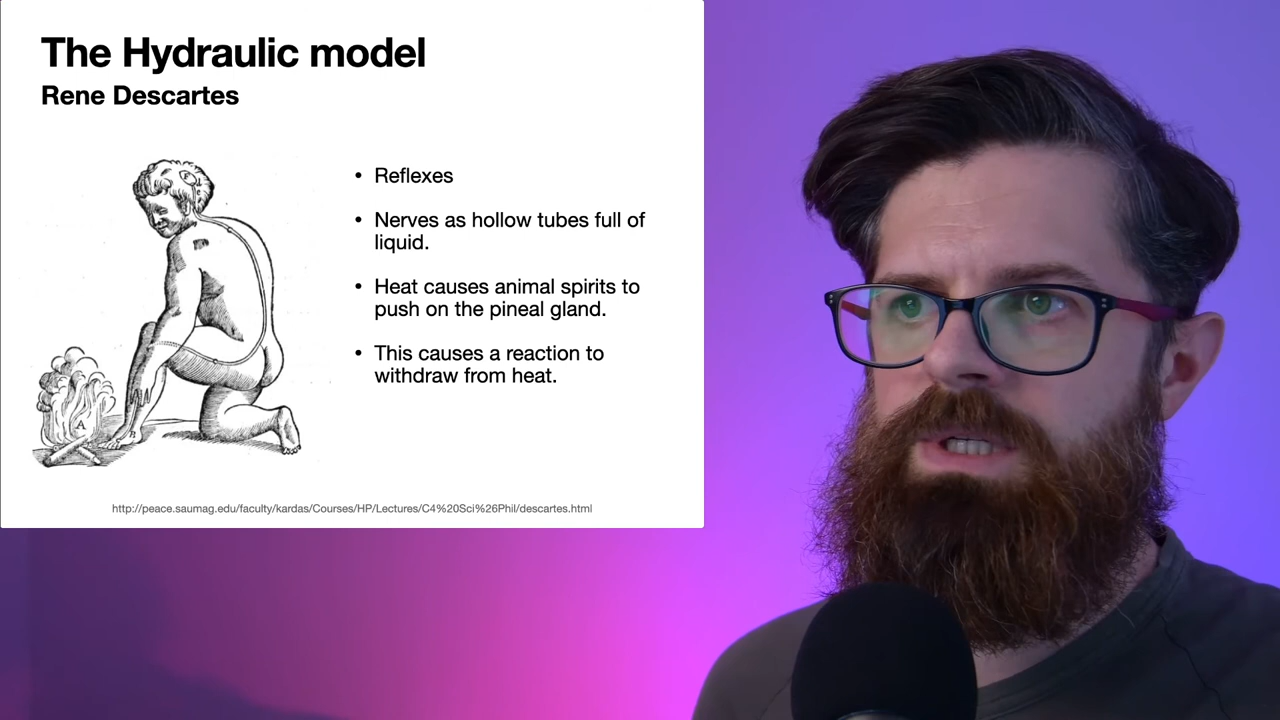 The Hydraulic model
Rene Descartes
• Reflexes
• Nerves as hollow tubes full of
liquid.
• Heat causes animal spirits to
push on the pineal gland.
• This causes a reaction to
withdraw from heat.
A
B
http://peace.saumag.edu/faculty/kardas/Courses/HP/Lectures/C4%20Sci%26Phil/descartes.html